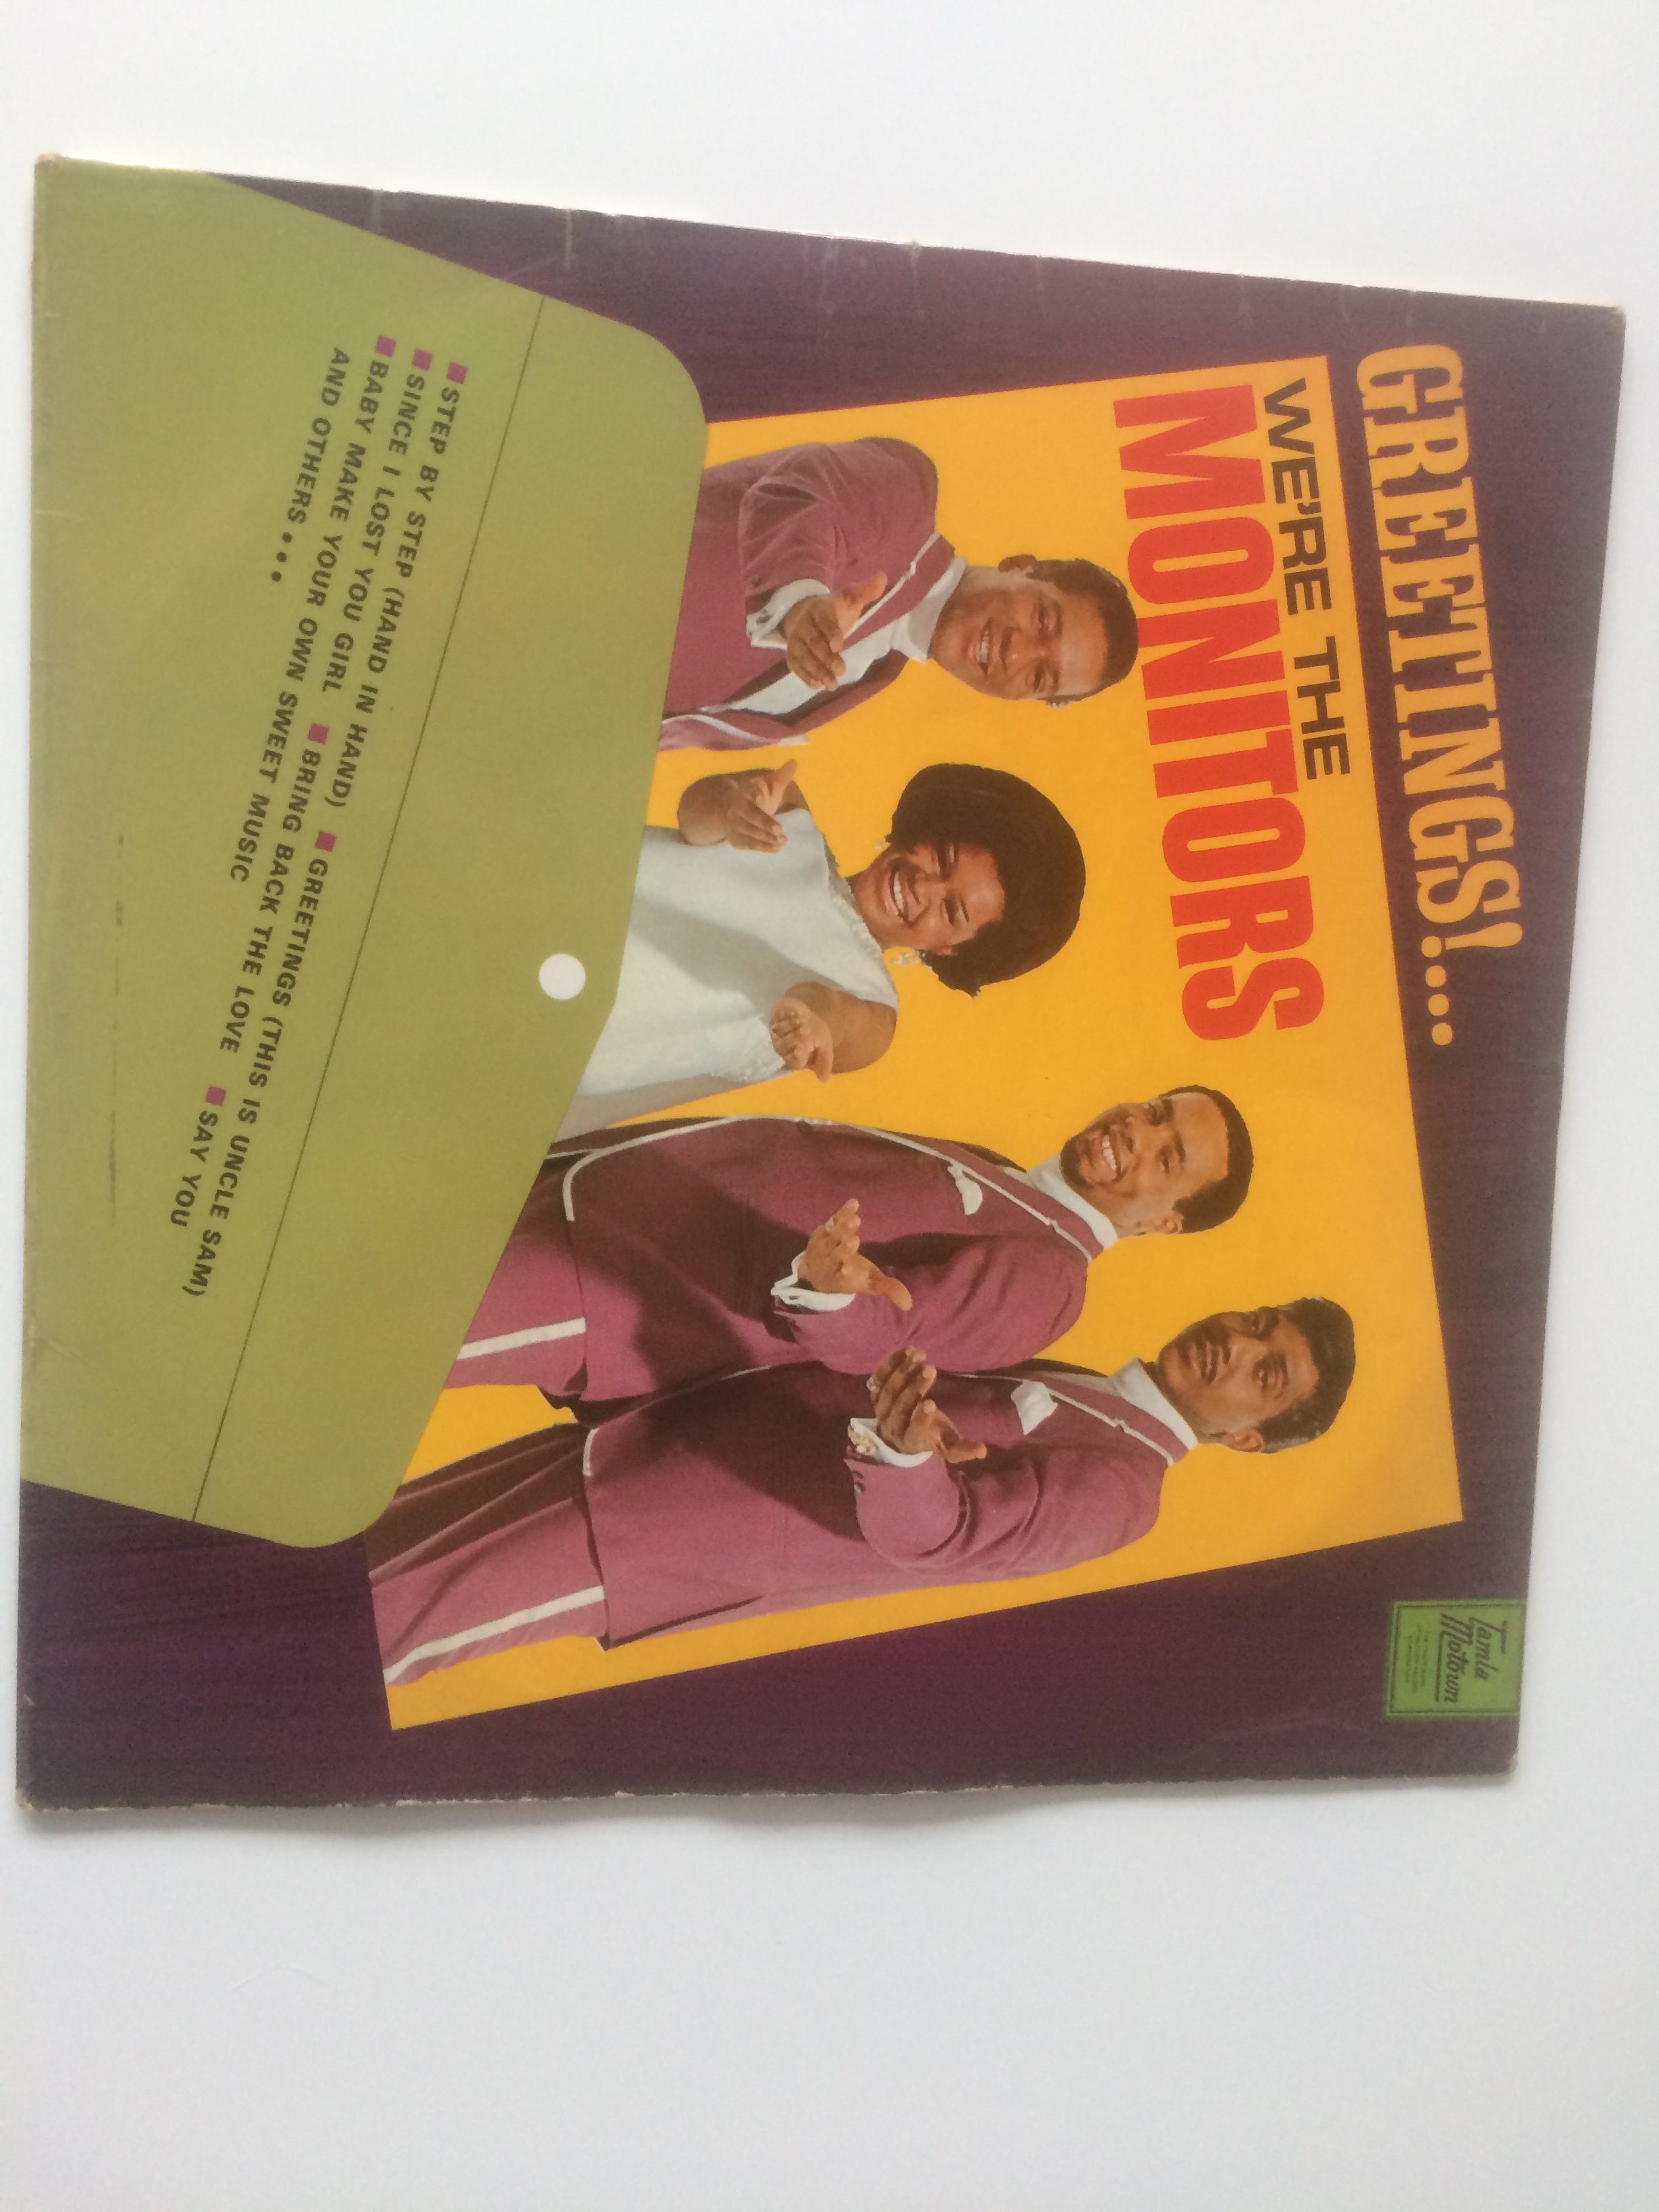 GREETINGS!...
WE'RE THE
MONITORS
Tamla
Motown
■ STEP BY STEP (HAND IN HAND) ■ GREETINGS (THIS IS UNCLE SAM)
■ SINCE I LOST YOU GIRL ■ BRING BACK THE LOVE ■ SAY YOU
■ BABY MAKE YOUR OWN SWEET MUSIC
AND OTHERS...